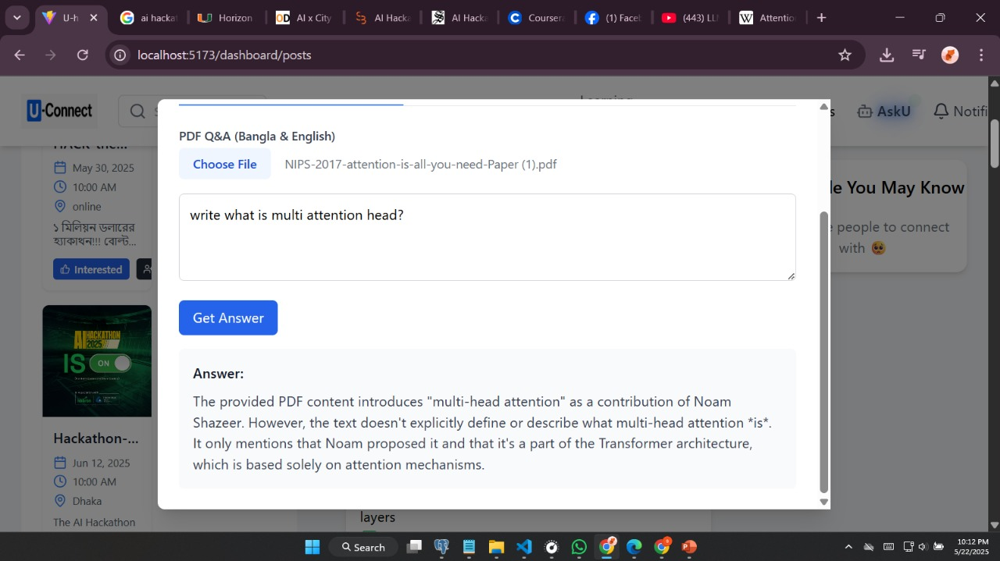 U-h
ai hackat
Horizon
AI x City
AI Hacka
AI Hacka
Coursera
(1) Faceb
(443) LLM
Attentio
localhost:5173/dashboard/posts
U-Connect
Learning
AskU
Notifi
May 30, 2025
10:00 AM
online
১ মিলিয়ন ডলারের
হ্যাকাথন!!! বোল্ট...
Interested
AI HACKATHON
2025
IS ON
Hackathon-...
Jun 12, 2025
10:00 AM
Dhaka
The AI Hackathon
PDF Q&A (Bangla & English)
Choose File NIPS-2017-attention-is-all-you-need-Paper (1).pdf
write what is multi attention head?
Get Answer
Answer:
The provided PDF content introduces "multi-head attention" as a contribution of Noam
Shazeer. However, the text doesn't explicitly define or describe what multi-head attention *is*.
It only mentions that Noam proposed it and that it's a part of the Transformer architecture,
which is based solely on attention mechanisms.
layers
le You May Know
people to connect
with 🥺
Search
10:12 PM
5/22/2025